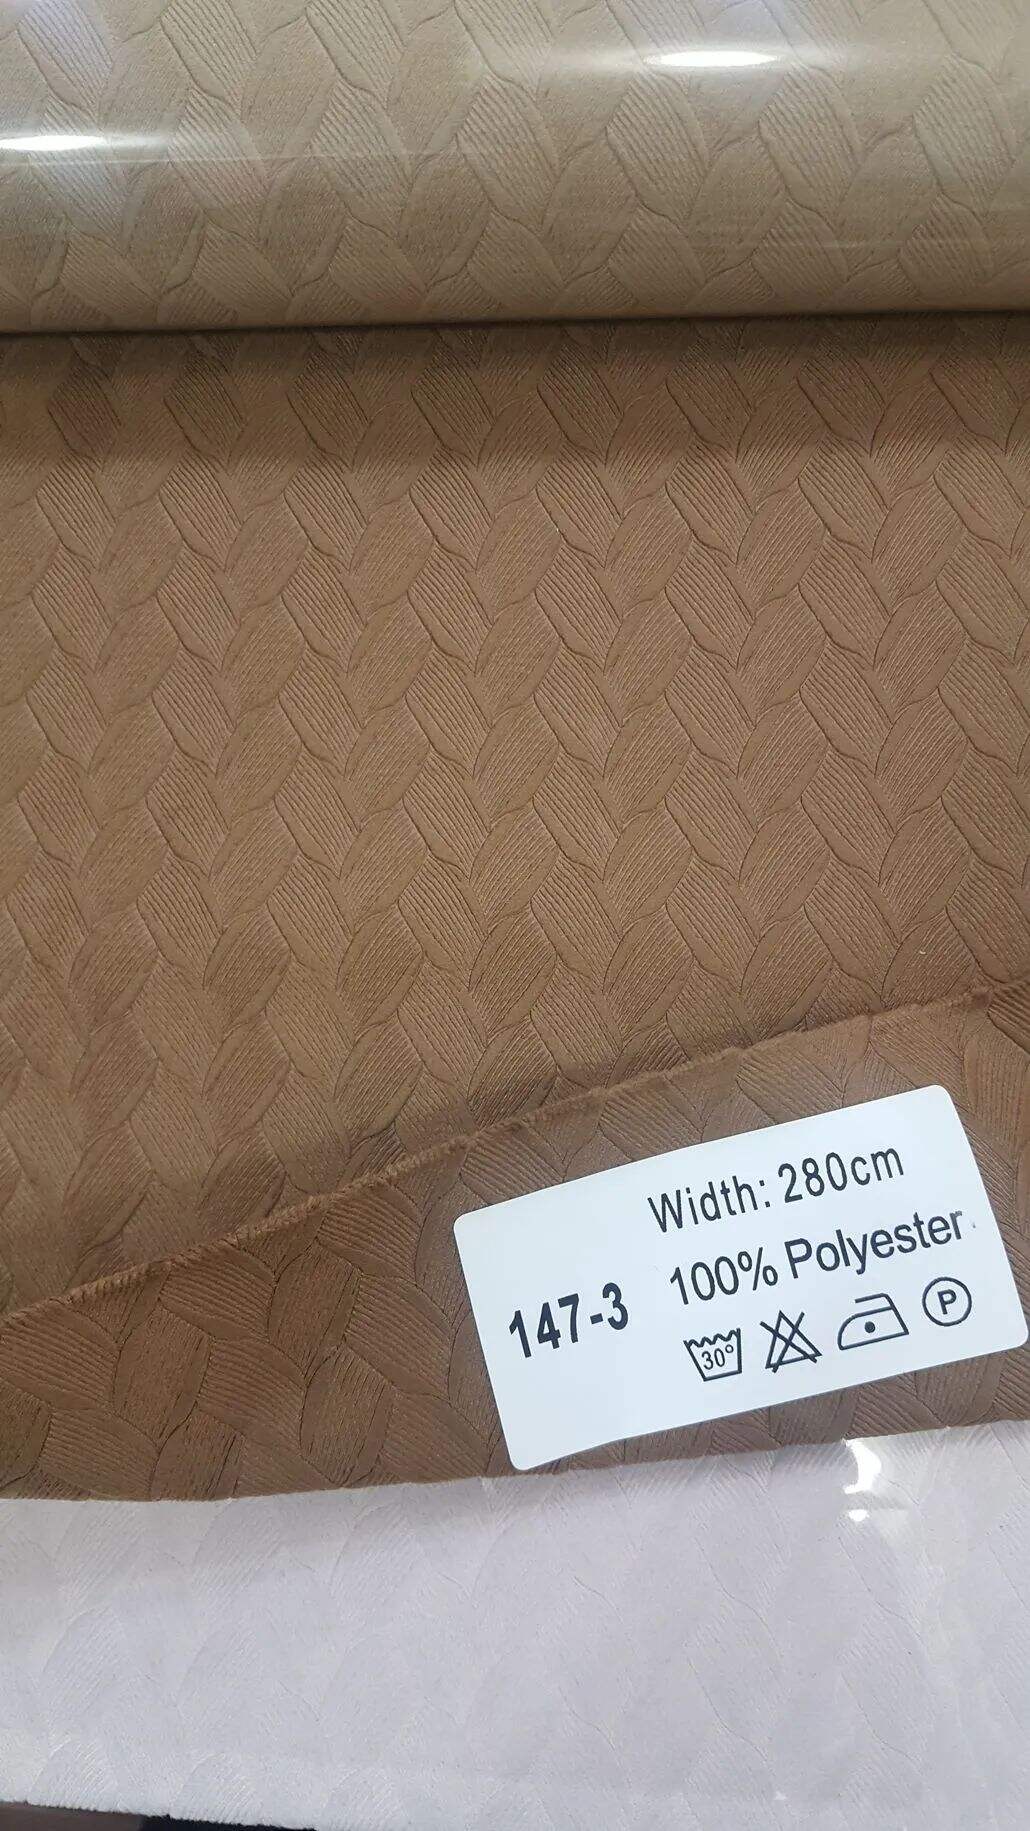 Width: 280cm
100% Polyester
147-3
30°
P